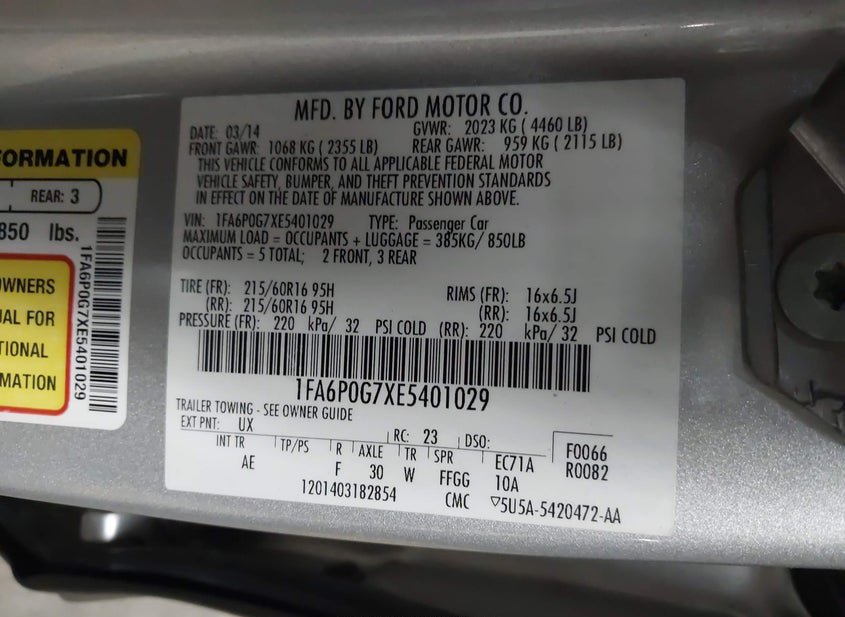 FORMATION
REAR: 3
850 lbs.
OWNERS
UAL FOR
TIONAL
RMATION
1FA6P0G7XE5401029
MFD. BY FORD MOTOR CO.
DATE: 03/14 GVWR: 2023 KG ( 4460 LB)
FRONT GAWR: 1068 KG ( 2355 LB) REAR GAWR: 959 KG ( 2115 LB)
THIS VEHICLE CONFORMS TO ALL APPLICABLE FEDERAL MOTOR
VEHICLE SAFETY, BUMPER, AND THEFT PREVENTION STANDARDS
IN EFFECT ON THE DATE OF MANUFACTURE SHOWN ABOVE.
VIN: 1FA6P0G7XE5401029 TYPE: Passenger Car
MAXIMUM LOAD = OCCUPANTS + LUGGAGE = 385KG/ 850LB
OCCUPANTS = 5 TOTAL; 2 FRONT, 3 REAR
TIRE (FR): 215/60R16 95H RIMS (FR): 16x6.5J
(RR): 215/60R16 95H (RR): 16x6.5J
PRESSURE (FR): 220 kPa/ 32 PSI COLD (RR): 220 kPa/ 32 PSI COLD
1FA6P0G7XE5401029
TRAILER TOWING - SEE OWNER GUIDE
EXT PNT: UX RC: 23 DSO: F0066
INT TR TP/PS R AXLE TR SPR EC71A R0082
AE F 30 W FFGG 10A
1201403182854 CMC ▽5U5A-5420472-AA